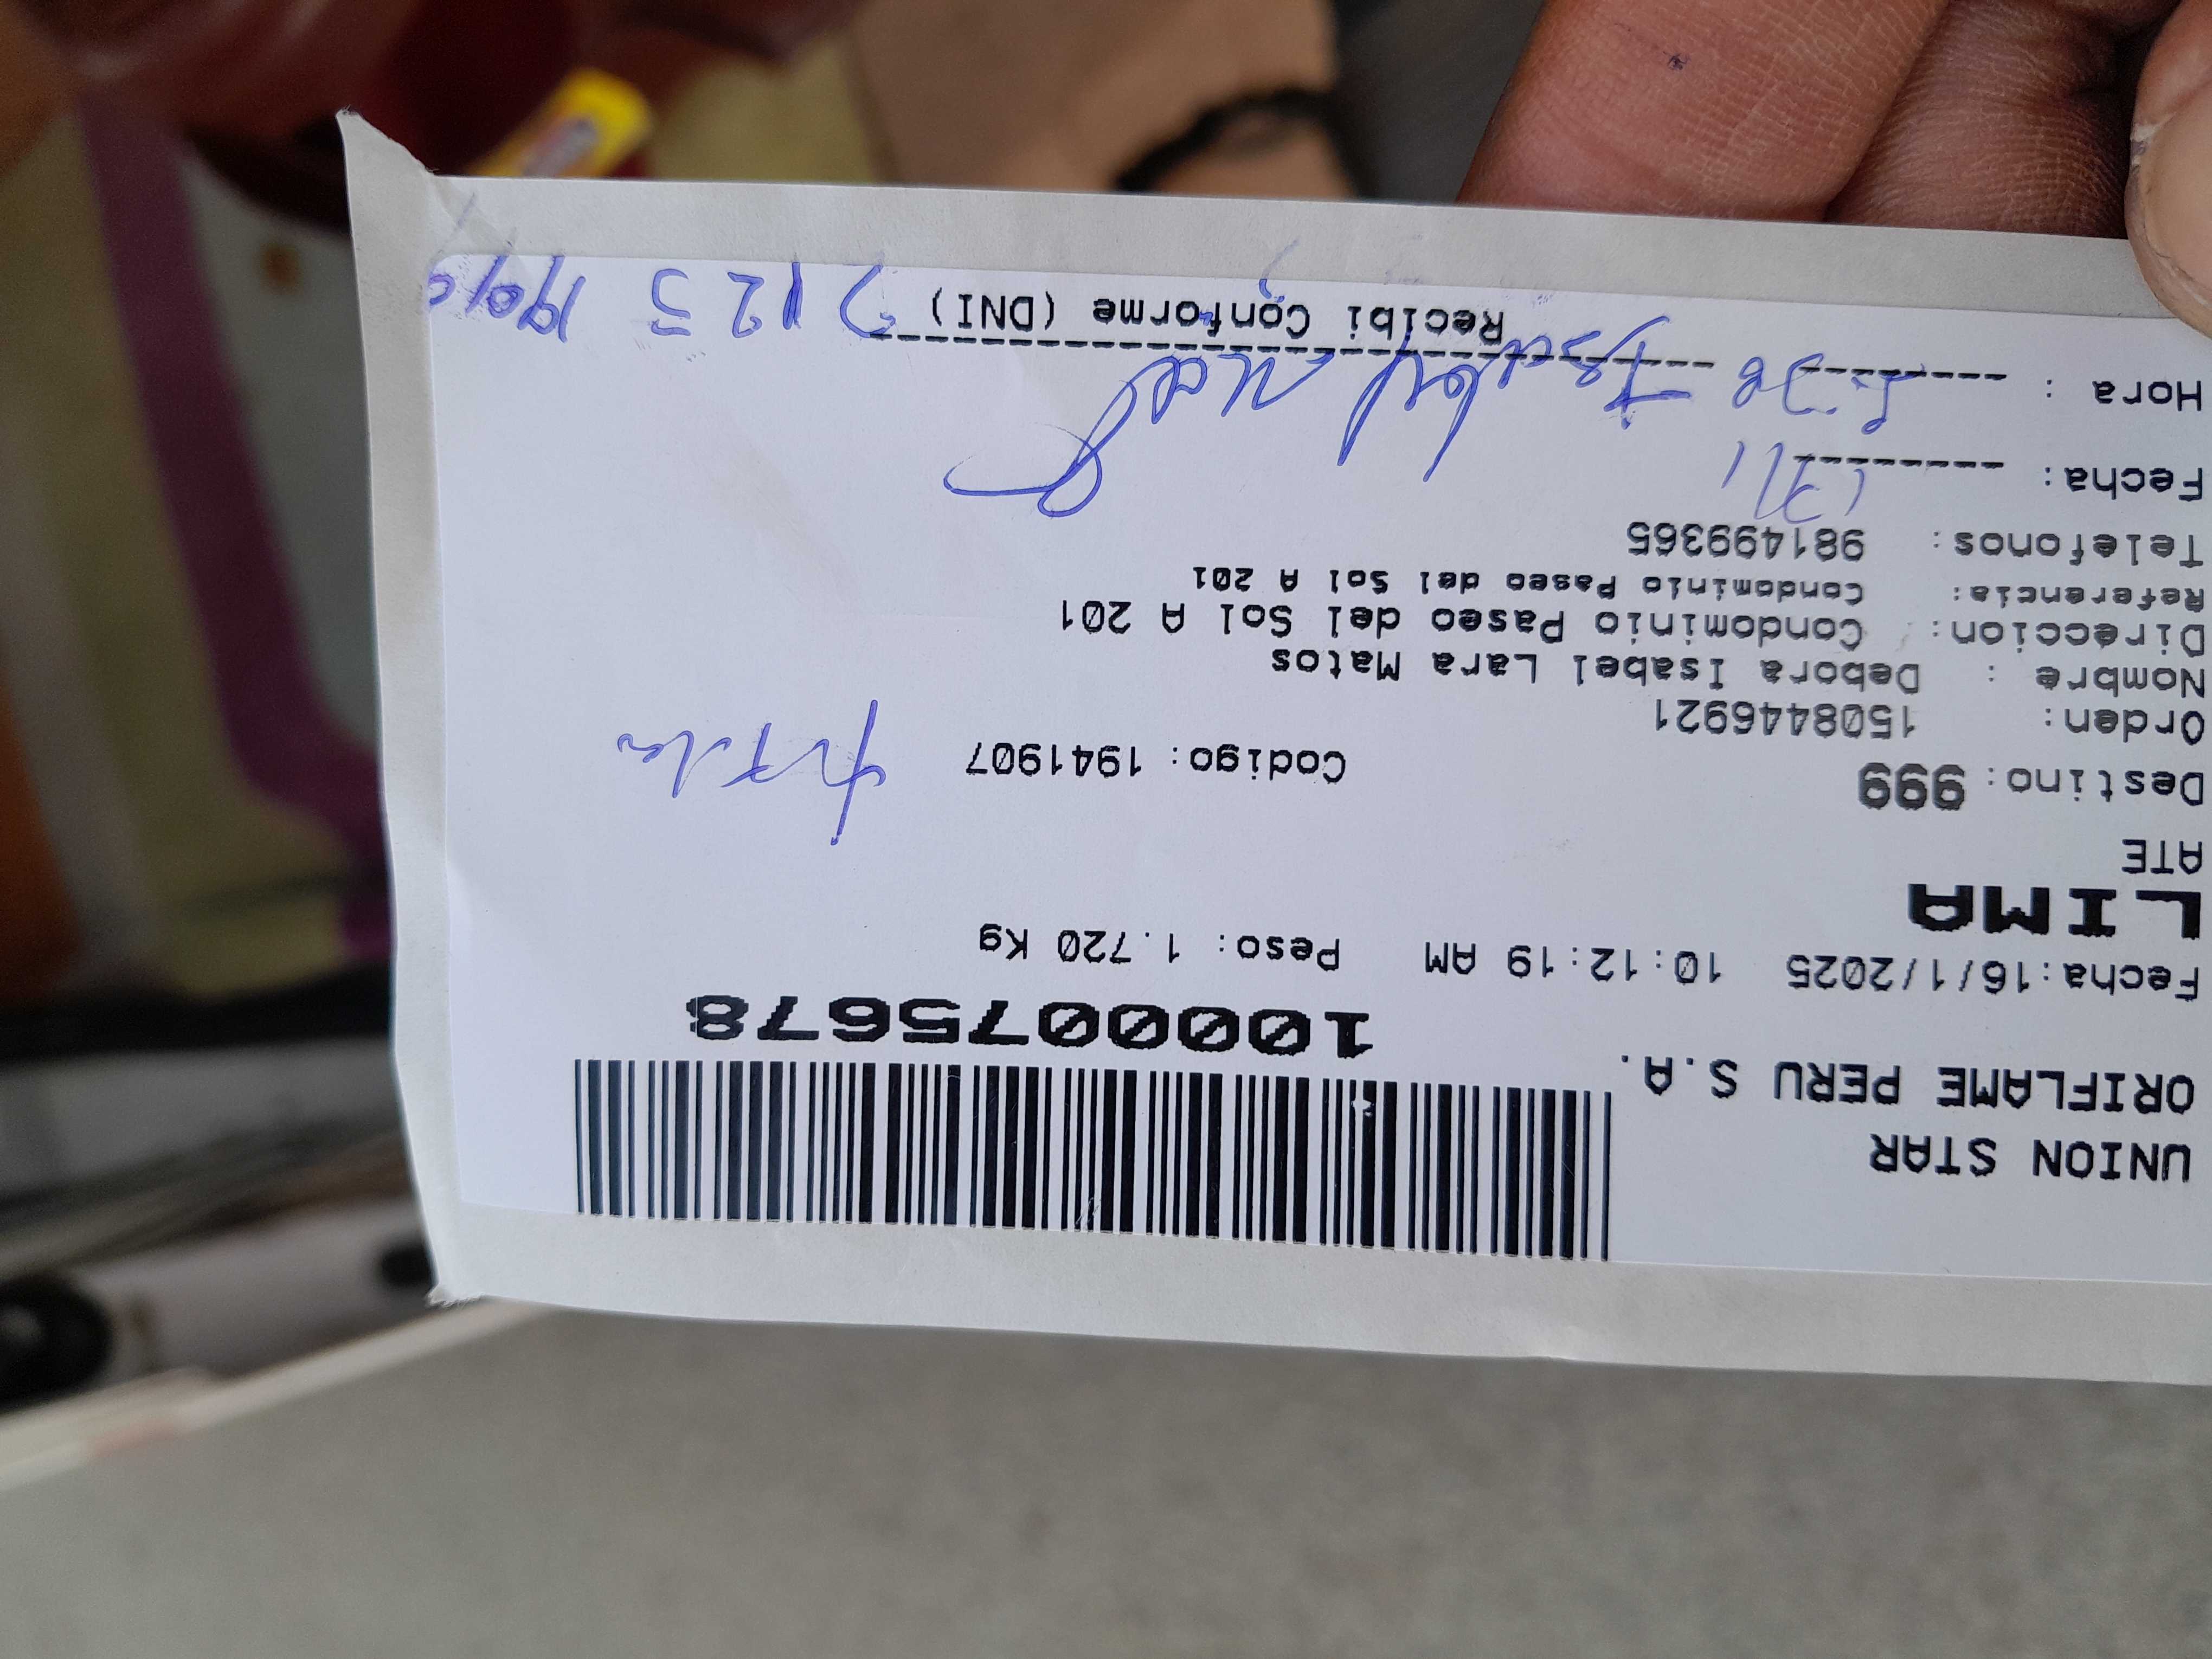 UNION STAR
ORIFLAME PERU S.A.
1000075678
Fecha:16/1/2025 10:12:19 AM Peso: 1.720 Kg
LIMA
ATE
Destino: 999 Codigo: 1941907
Orden: 1508446921
Nombre : Debora Isabel Lara Matos
Direccion: Condominio Paseo del Sol A 201
Referencia: Condominio Paseo del Sol A 201
Telefonos: 981499365
Fecha:
Hora : Isabel
Recibi Conforme (DNI)